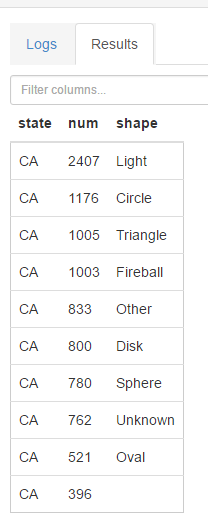 Logs Results
Filter columns...
state num shape
CA 2407 Light
CA 1176 Circle
CA 1005 Triangle
CA 1003 Fireball
CA 833 Other
CA 800 Disk
CA 780 Sphere
CA 762 Unknown
CA 521 Oval
CA 396